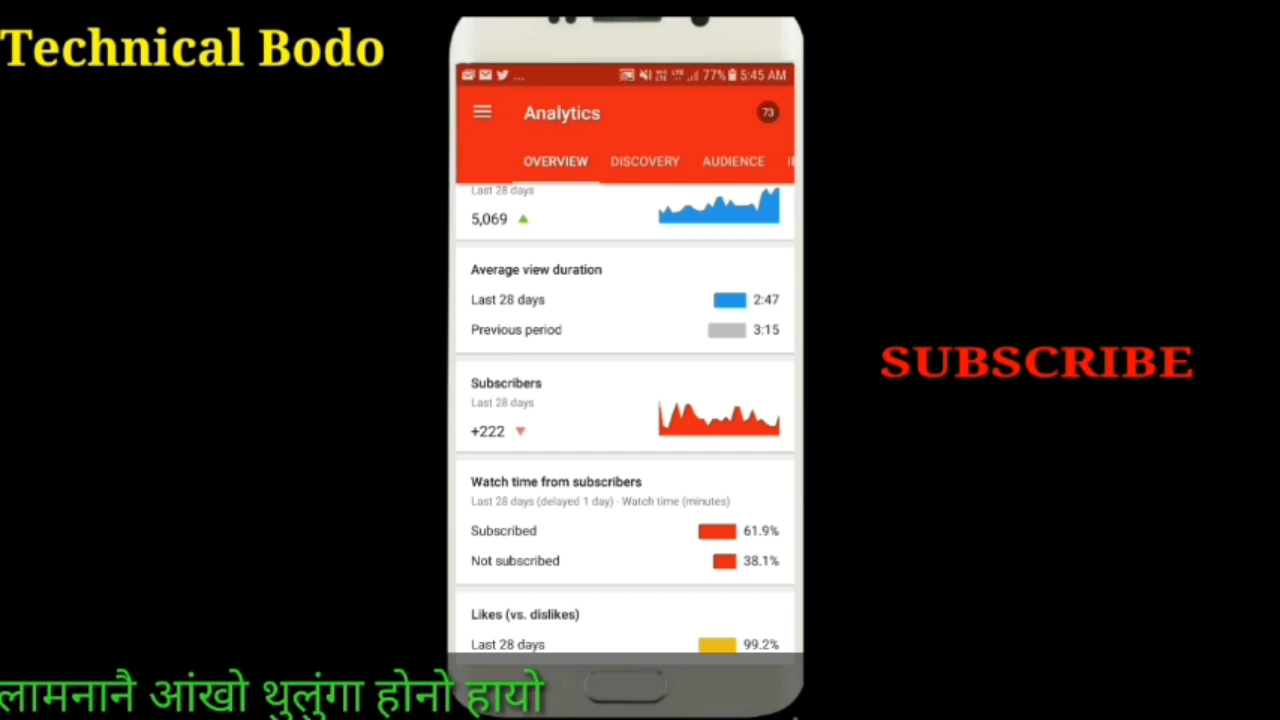 Technical Bodo
... 77% 5:45 AM
Analytics
73
OVERVIEW DISCOVERY AUDIENCE
Last 28 days
5,069
Average view duration
Last 28 days 2:47
Previous period 3:15
Subscribers
Last 28 days
+222
SUBSCRIBE
Watch time from subscribers
Last 28 days (delayed 1 day) · Watch time (minutes)
Subscribed 61.9%
Not subscribed 38.1%
Likes (vs. dislikes)
Last 28 days 99.2%
लामनानै आंखो थुलुंगा होनो हायो